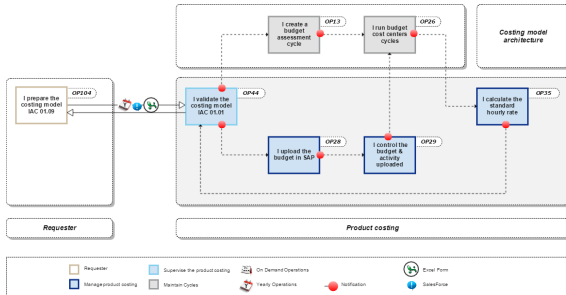 OP13
I create a
budget
assessment
cycle
OP26
I run budget
cost centers
cycles
Costing model
architecture
OP104
I prepare the
costing model
IAC 01.09
OP44
I validate the
costing model
IAC 01.01
OP35
I calculate the
standard
hourly rate
OP28
I upload the
budget in SAP
OP29
I control the
budget &
activity
uploaded
Requester
Product costing
Requester
Supervise the product costing
On Demand Operations
Excel Form
Manage product costing
Maintain Cycles
Yearly Operations
Notification
SalesForce